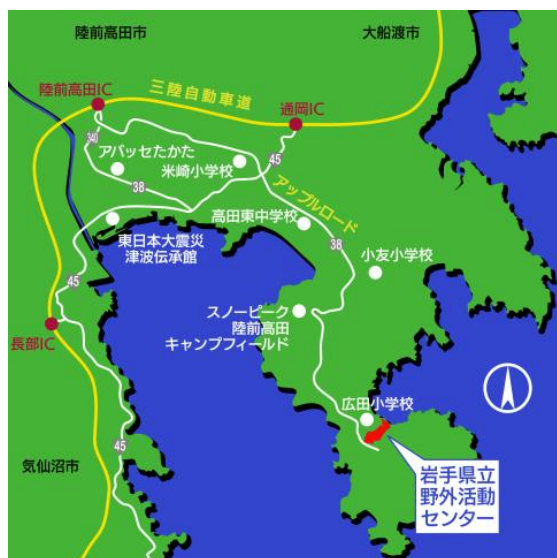 陸前高田市
大船渡市
陸前高田IC
三陸自動車道
通岡IC
340
45
アバッセたかた
米崎小学校
38
アップルロード
高田東中学校
38
東日本大震災
津波伝承館
小友小学校
45
スノーピーク
陸前高田
キャンプフィールド
長部IC
広田小学校
45
気仙沼市
岩手県立
野外活動
センター